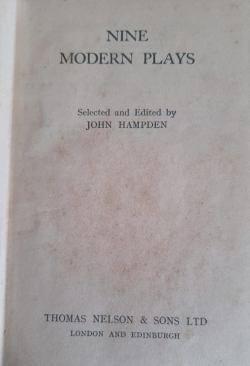 NINE
MODERN PLAYS
Selected and Edited by
JOHN HAMPDEN
THOMAS NELSON & SONS LTD
LONDON AND EDINBURGH